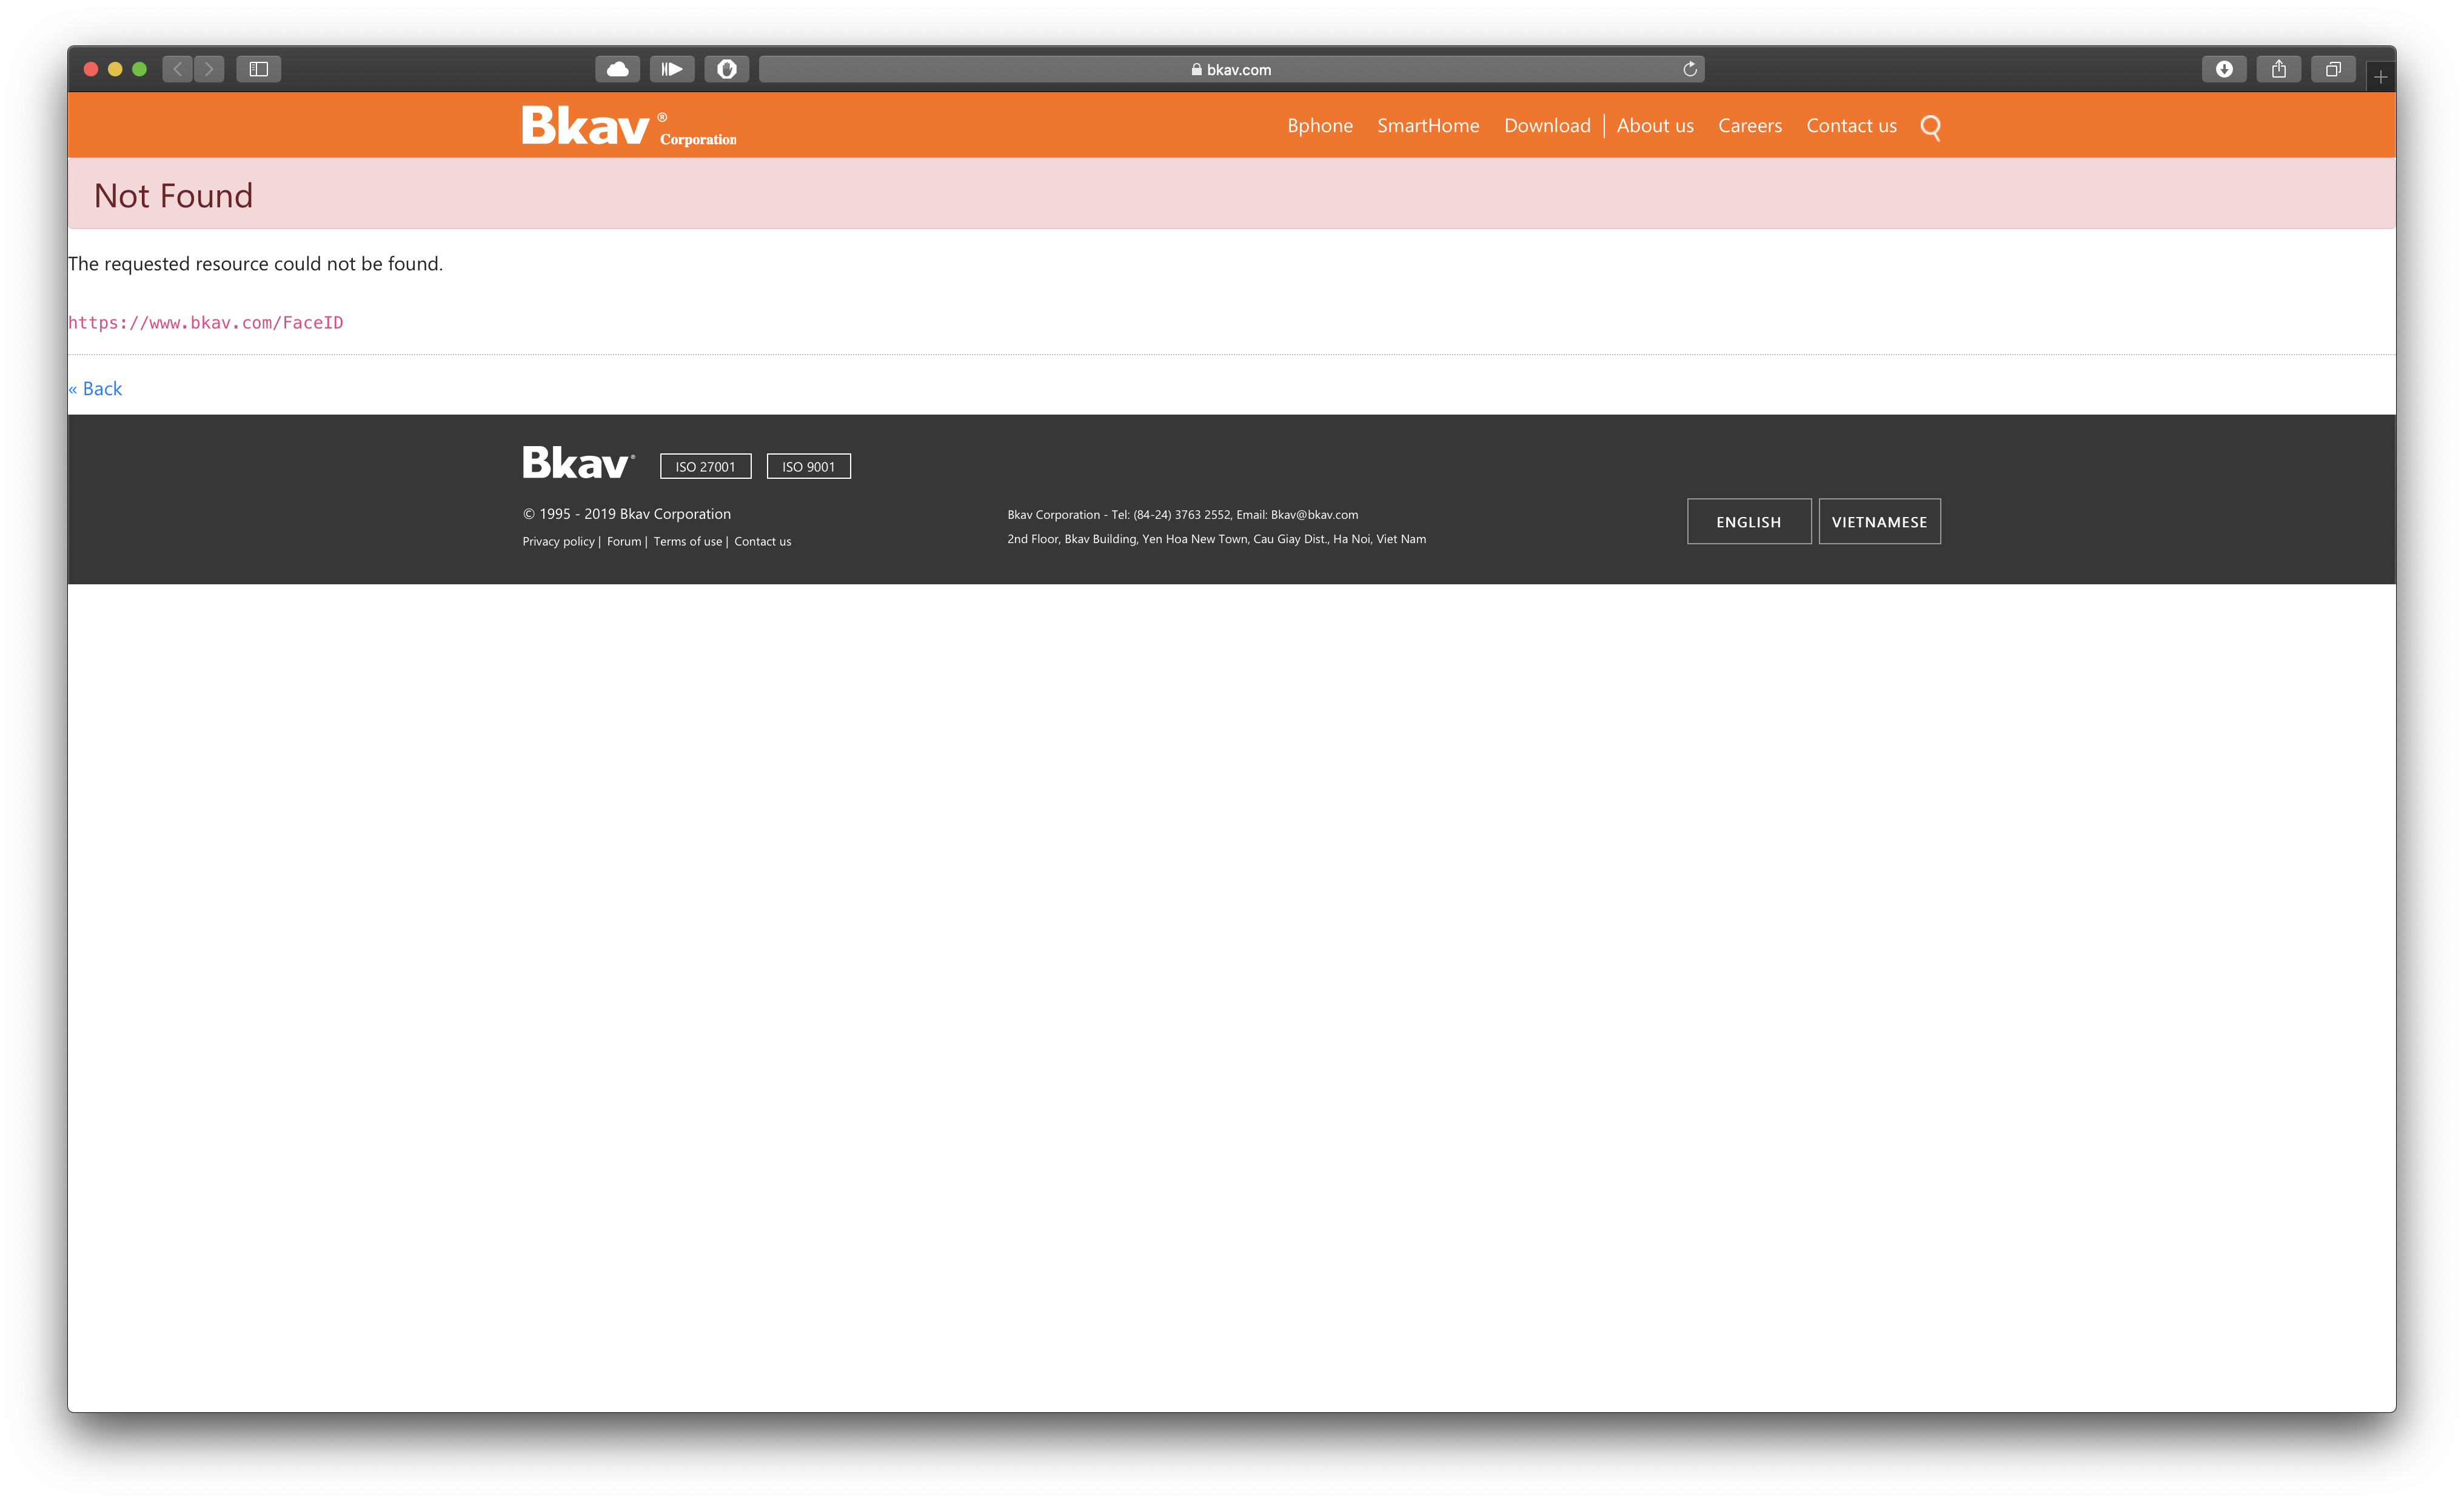 bkav.com
Bkav ® Corporation
Bphone SmartHome Download About us Careers Contact us
Not Found
The requested resource could not be found.
https://www.bkav.com/FaceID
« Back
Bkav® ISO 27001 ISO 9001
© 1995 - 2019 Bkav Corporation
Privacy policy | Forum | Terms of use | Contact us
Bkav Corporation - Tel: (84-24) 3763 2552, Email: Bkav@bkav.com
2nd Floor, Bkav Building, Yen Hoa New Town, Cau Giay Dist., Ha Noi, Viet Nam
ENGLISH VIETNAMESE